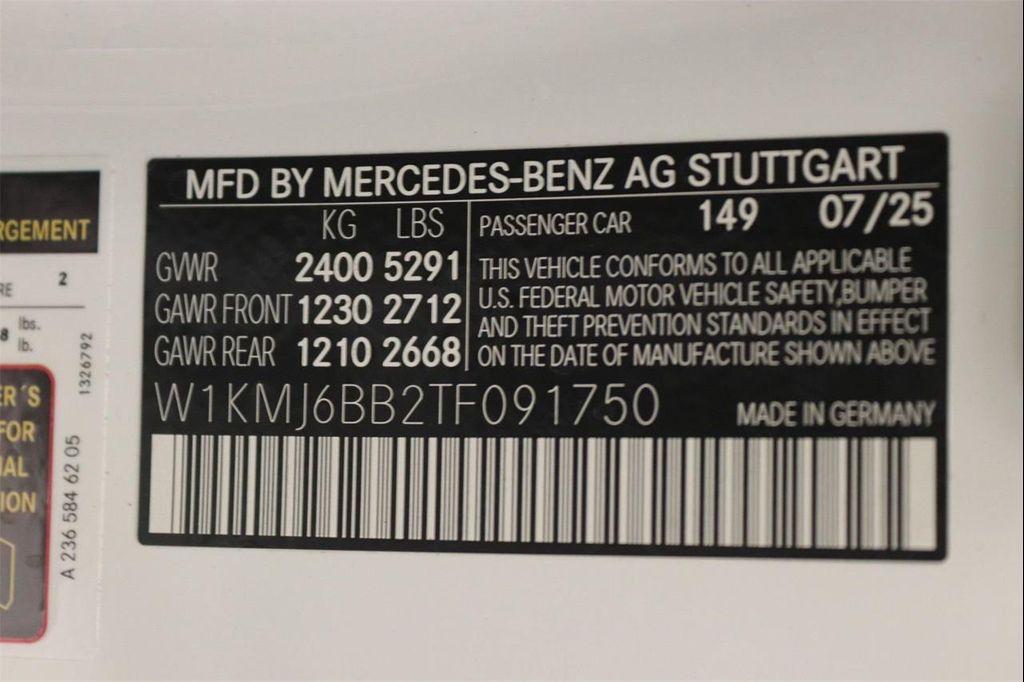 RGEMENT
RE 2
8 lbs.
lb.
1326792
ER´S
FOR
IAL
ION
A 236 584 62 05
MFD BY MERCEDES-BENZ AG STUTTGART
KG LBS
GVWR 2400 5291
GAWR FRONT 1230 2712
GAWR REAR 1210 2668
PASSENGER CAR 149 07/25
THIS VEHICLE CONFORMS TO ALL APPLICABLE
U.S. FEDERAL MOTOR VEHICLE SAFETY,BUMPER
AND THEFT PREVENTION STANDARDS IN EFFECT
ON THE DATE OF MANUFACTURE SHOWN ABOVE
W1KMJ6BB2TF091750
MADE IN GERMANY